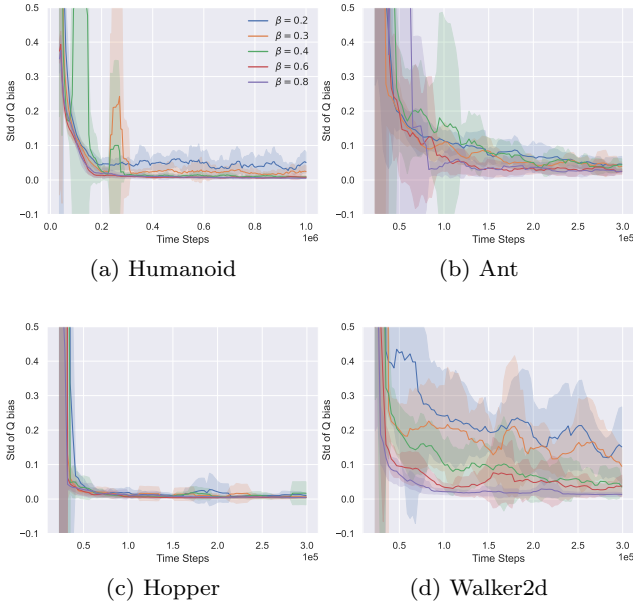 0.5
0.4
0.3
0.2
0.1
0.0
−0.1
Std of Q bias
β = 0.2
β = 0.3
β = 0.4
β = 0.6
β = 0.8
0.0 0.2 0.4 0.6 0.8 1.0
Time Steps
1e6
(a) Humanoid
0.5
0.4
0.3
0.2
0.1
0.0
−0.1
Std of Q bias
0.5 1.0 1.5 2.0 2.5 3.0
Time Steps
1e5
(b) Ant
0.5
0.4
0.3
0.2
0.1
0.0
−0.1
Std of Q bias
0.5 1.0 1.5 2.0 2.5 3.0
Time Steps
1e5
(c) Hopper
0.5
0.4
0.3
0.2
0.1
0.0
−0.1
Std of Q bias
0.5 1.0 1.5 2.0 2.5 3.0
Time Steps
1e5
(d) Walker2d